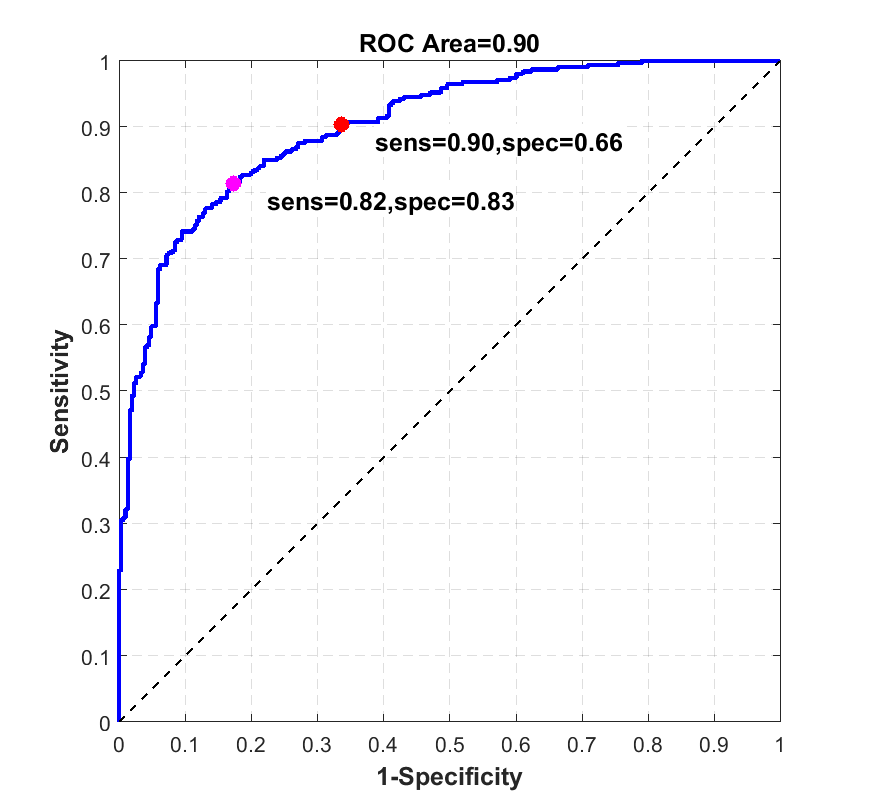 ROC Area=0.90
1
0.9
0.8
0.7
0.6
0.5
0.4
0.3
0.2
0.1
0
sens=0.90,spec=0.66
sens=0.82,spec=0.83
Sensitivity
0 0.1 0.2 0.3 0.4 0.5 0.6 0.7 0.8 0.9 1
1-Specificity